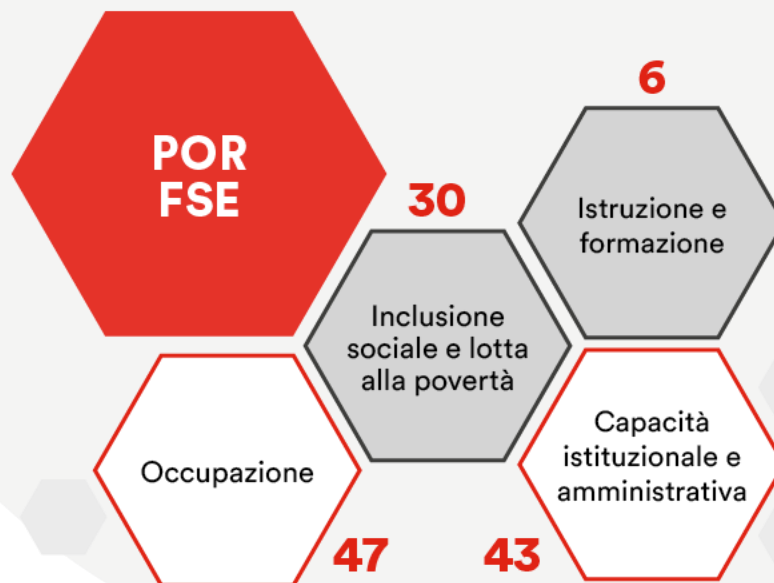 POR
FSE
6
Istruzione e
formazione
30
Inclusione
sociale e lotta
alla povertà
Occupazione
47
Capacità
istituzionale e
amministrativa
43